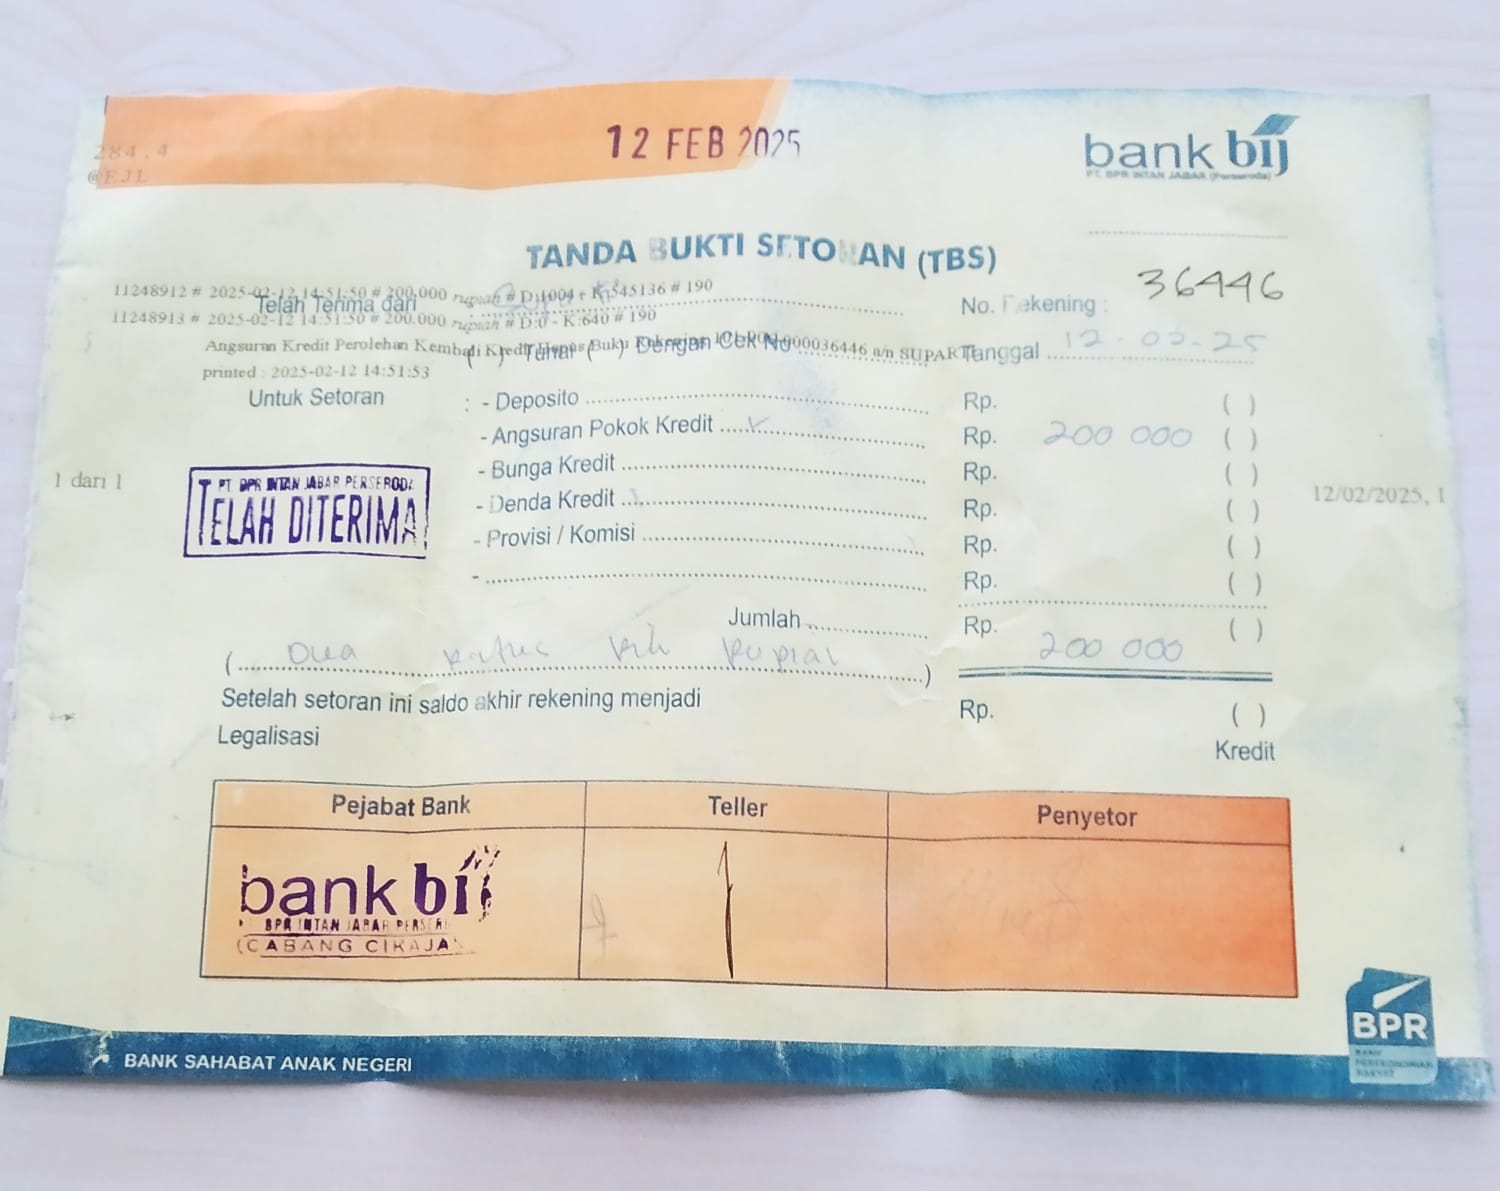 284.4
@EJL
12 FEB 2025
bank bij
PT. BPR INTAN JABAR (Perseroda)
TANDA BUKTI SETORAN (TBS)
11248912 # 2025-02-12 14:51:50 # 200,000 rupiah # D:1004 - K:545136 # 190
Telah Terima dari
No. Rekening : 36446
11248913 # 2025-02-12 14:51:50 # 200.000 rupiah # D:0 - K:640 # 190
Angsuran Kredit Perolehan Kembali Kredit Hapus Buku 000036446 a/n SUPART
( ) Tunai ( ) Dengan Cek No
Tanggal 12-02-25
printed : 2025-02-12 14:51:53
Untuk Setoran : - Deposito Rp. ( )
- Angsuran Pokok Kredit Rp. 200 000 ( )
- Bunga Kredit Rp. ( )
1 dari 1
PT. BPR INTAN JABAR PERSERODA
TELAH DITERIMA
12/02/2025, 1
- Denda Kredit Rp. ( )
- Provisi / Komisi Rp. ( )
- Rp. ( )
Jumlah Rp. 200 000 ( )
( Dua ratus rupiah )
Setelah setoran ini saldo akhir rekening menjadi Rp. ( )
Legalisasi
Kredit
Pejabat Bank Teller Penyetor
bank bij
BPR INTAN JABAR PERSER
(CABANG CIKAJA
BPR
BANK
PEREKONOMIAN
RAKYAT
BANK SAHABAT ANAK NEGERI